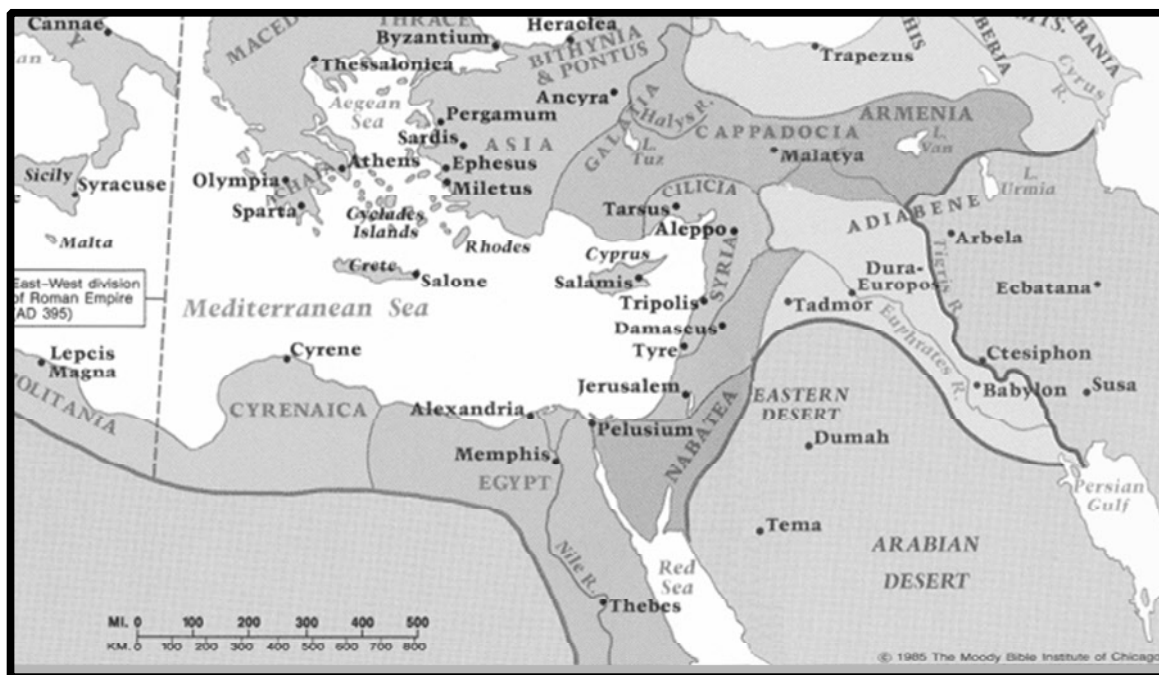 Cannae
MACED
THRACE
Byzantium
Heraclea
BITHYNIA
& PONTUS
Trapezus
HIS
IBERIA
MTS.
ALBANIA
Cyrus
R.
an
Y
Thessalonica
Aegean
Sea
Pergamum
Sardis
ASIA
Ancyra
GALATIA
Halys R.
L.
Tuz
CAPPADOCIA
Malatya
ARMENIA
L.
Van
L.
Urmia
Sicily
Syracuse
Malta
Olympia
ACHAIA
Athens
Sparta
Ephesus
Miletus
Cyclades
Islands
Rhodes
CILICIA
Tarsus
Aleppo
ADIABENE
Tigris R.
Arbela
Crete
Salone
Cyprus
Salamis
SYRIA
Tripolis
Damascus
Tyre
Dura-
Europos
Tadmor
Euphrates R.
Ecbatana
East-West division
of Roman Empire
(AD 395)
Mediterranean Sea
Lepcis
Magna
OLITANIA
Cyrene
CYRENAICA
Alexandria
Jerusalem
Pelusium
NABATEA
EASTERN
DESERT
Dumah
Ctesiphon
Babylon
Susa
Memphis
EGYPT
Nile R.
Thebes
Red
Sea
Tema
ARABIAN
DESERT
Persian
Gulf
MI. 0 100 200 300 400 500
KM. 0 100 200 300 400 500 600 700 800
© 1985 The Moody Bible Institute of Chicago